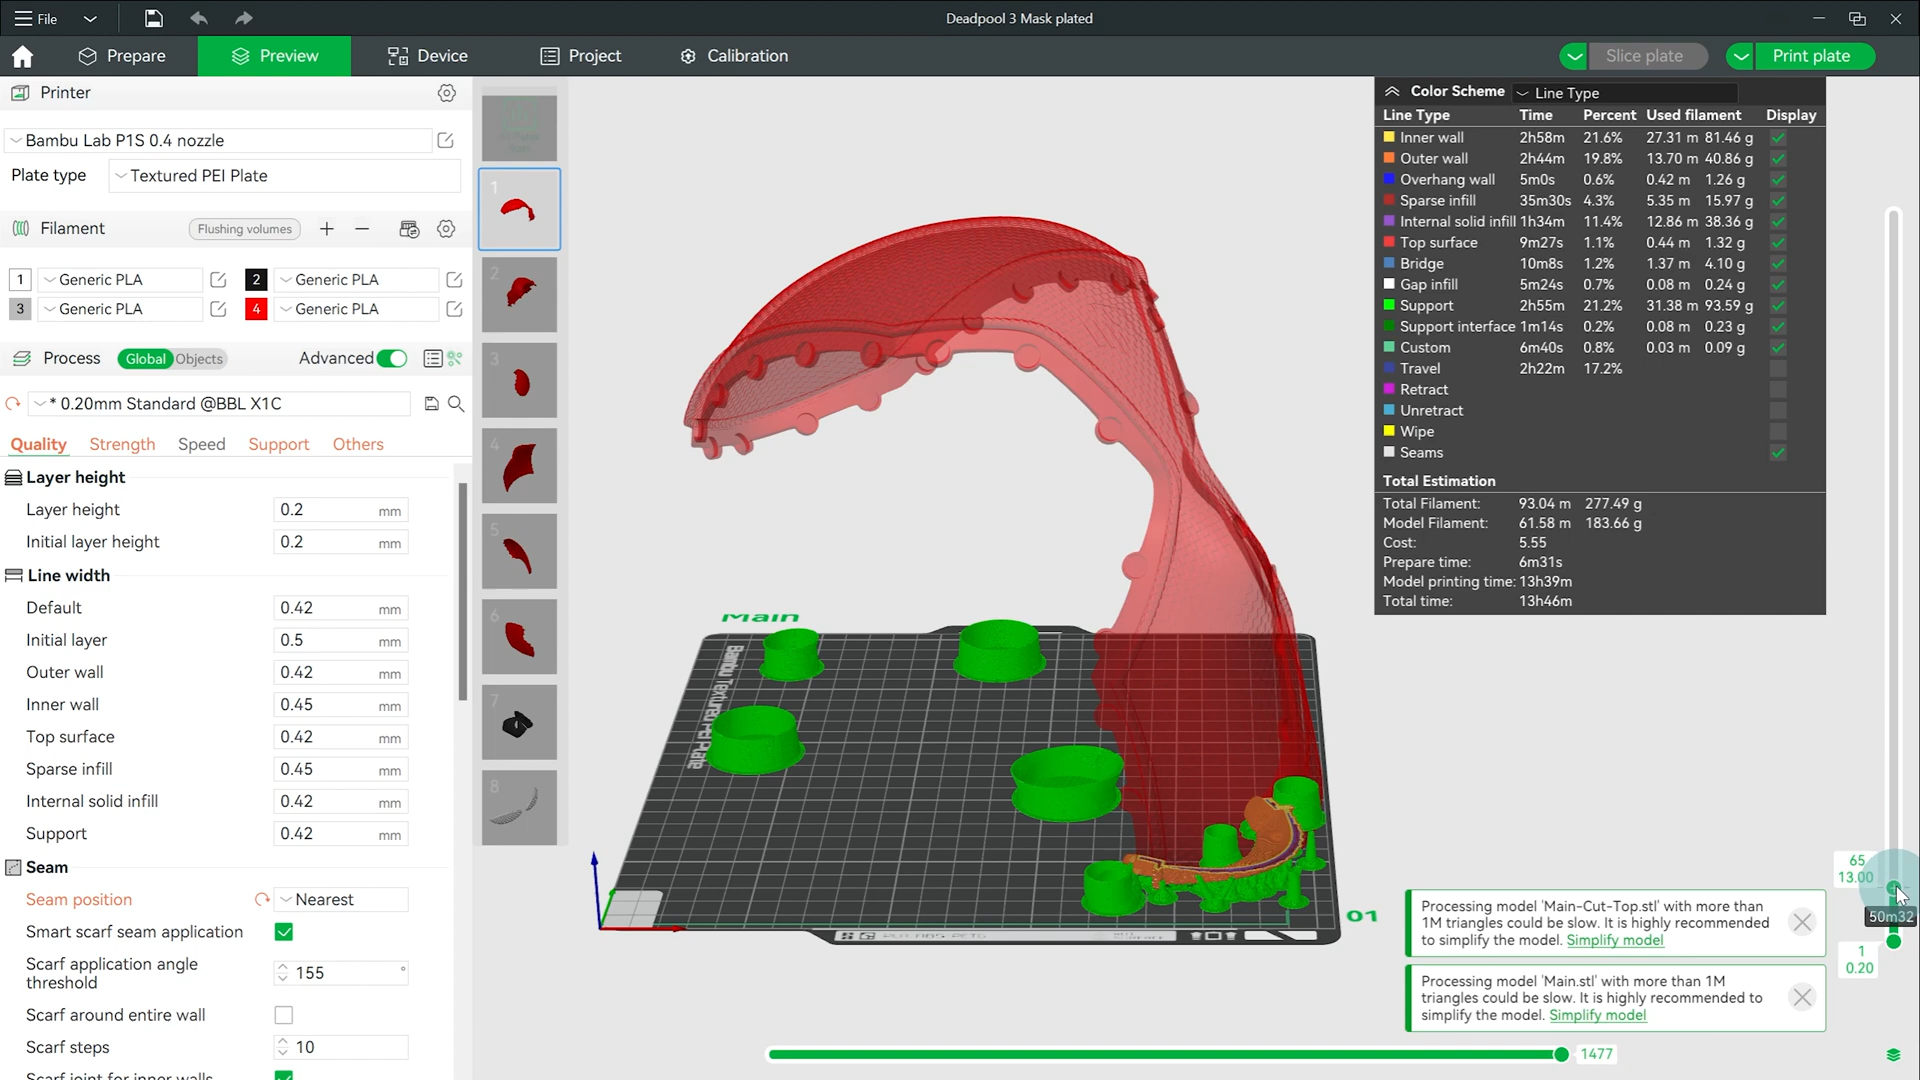 File
Deadpool 3 Mask plated
Prepare
Preview
Device
Project
Calibration
Slice plate
Print plate
Printer
Bambu Lab P1S 0.4 nozzle
Plate type
Textured PEI Plate
Filament
Flushing volumes
1 Generic PLA
2 Generic PLA
3 Generic PLA
4 Generic PLA
Process
Global Objects
Advanced
* 0.20mm Standard @BBL X1C
Quality Strength Speed Support Others
Layer height
Layer height 0.2 mm
Initial layer height 0.2 mm
Line width
Default 0.42 mm
Initial layer 0.5 mm
Outer wall 0.42 mm
Inner wall 0.45 mm
Top surface 0.42 mm
Sparse infill 0.45 mm
Internal solid infill 0.42 mm
Support 0.42 mm
Seam
Seam position Nearest
Smart scarf seam application
Scarf application angle
threshold
155 °
Scarf around entire wall
Scarf steps 10
Scarf joint for inner walls
1
2
3
4
5
6
7
8
Main
Bambu Textured PEI Plate
01
Color Scheme Line Type
Line Type Time Percent Used filament Display
Inner wall 2h58m 21.6% 27.31 m 81.46 g
Outer wall 2h44m 19.8% 13.70 m 40.86 g
Overhang wall 5m0s 0.6% 0.42 m 1.26 g
Sparse infill 35m30s 4.3% 5.35 m 15.97 g
Internal solid infill 1h34m 11.4% 12.86 m 38.36 g
Top surface 9m27s 1.1% 0.44 m 1.32 g
Bridge 10m8s 1.2% 1.37 m 4.10 g
Gap infill 5m24s 0.7% 0.08 m 0.24 g
Support 2h55m 21.2% 31.38 m 93.59 g
Support interface 1m14s 0.2% 0.08 m 0.23 g
Custom 6m40s 0.8% 0.03 m 0.09 g
Travel 2h22m 17.2%
Retract
Unretract
Wipe
Seams
Total Estimation
Total Filament: 93.04 m 277.49 g
Model Filament: 61.58 m 183.66 g
Cost: 5.55
Prepare time: 6m31s
Model printing time: 13h39m
Total time: 13h46m
65
13.00
50m32
1
0.20
Processing model 'Main-Cut-Top.stl' with more than
1M triangles could be slow. It is highly recommended
to simplify the model. Simplify model
Processing model 'Main.stl' with more than 1M
triangles could be slow. It is highly recommended to
simplify the model. Simplify model
1477